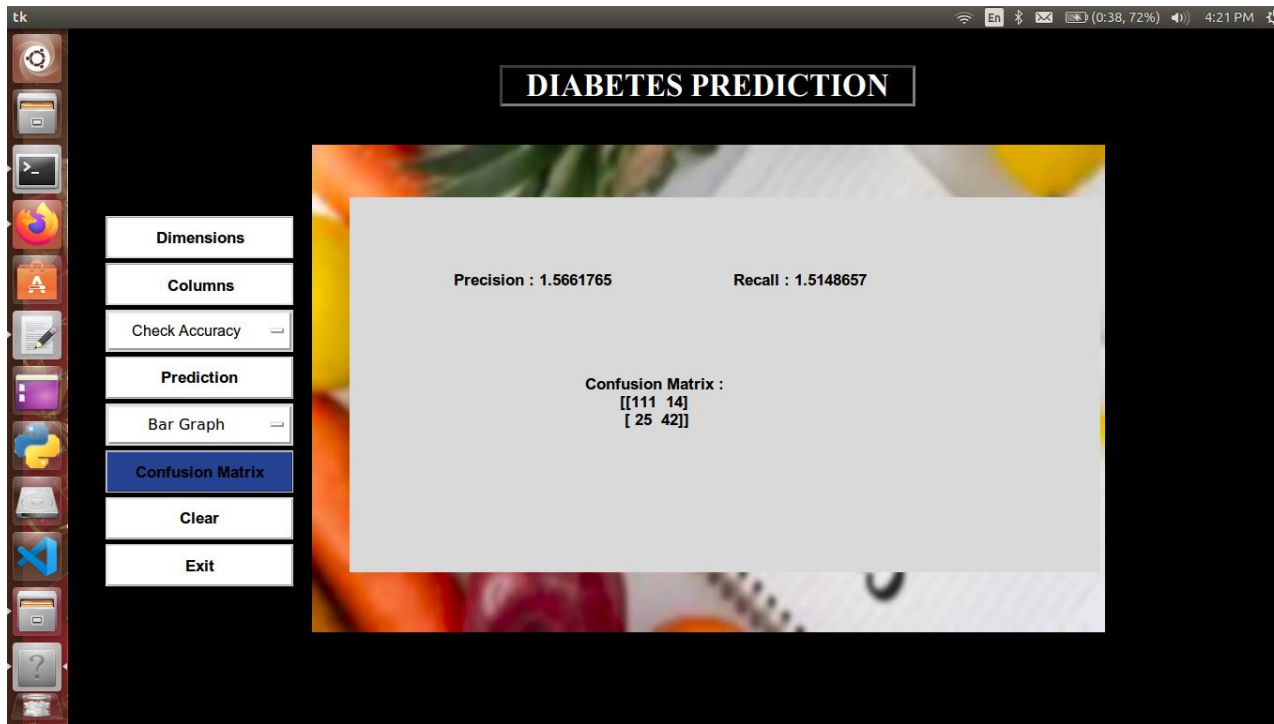 tk
En
(0:38, 72%)
4:21 PM
DIABETES PREDICTION
Dimensions
Columns
Check Accuracy
Prediction
Bar Graph
Confusion Matrix
Clear
Exit
Precision : 1.5661765
Recall : 1.5148657
Confusion Matrix :
[[111 14]
[ 25 42]]